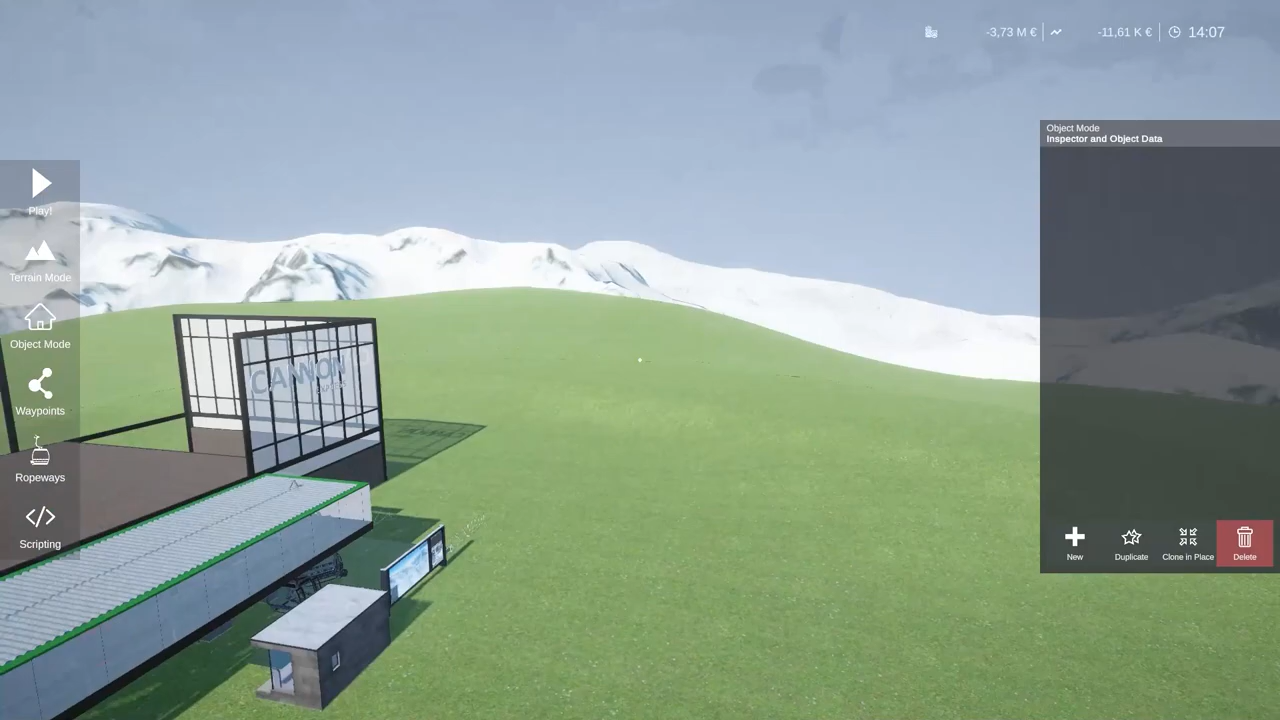 -3,73 M €
-11,61 K €
14:07
Object Mode
Inspector and Object Data
Play!
Terrain Mode
Object Mode
Waypoints
Ropeways
Scripting
CANNON
New
Duplicate
Clone in Place
Delete